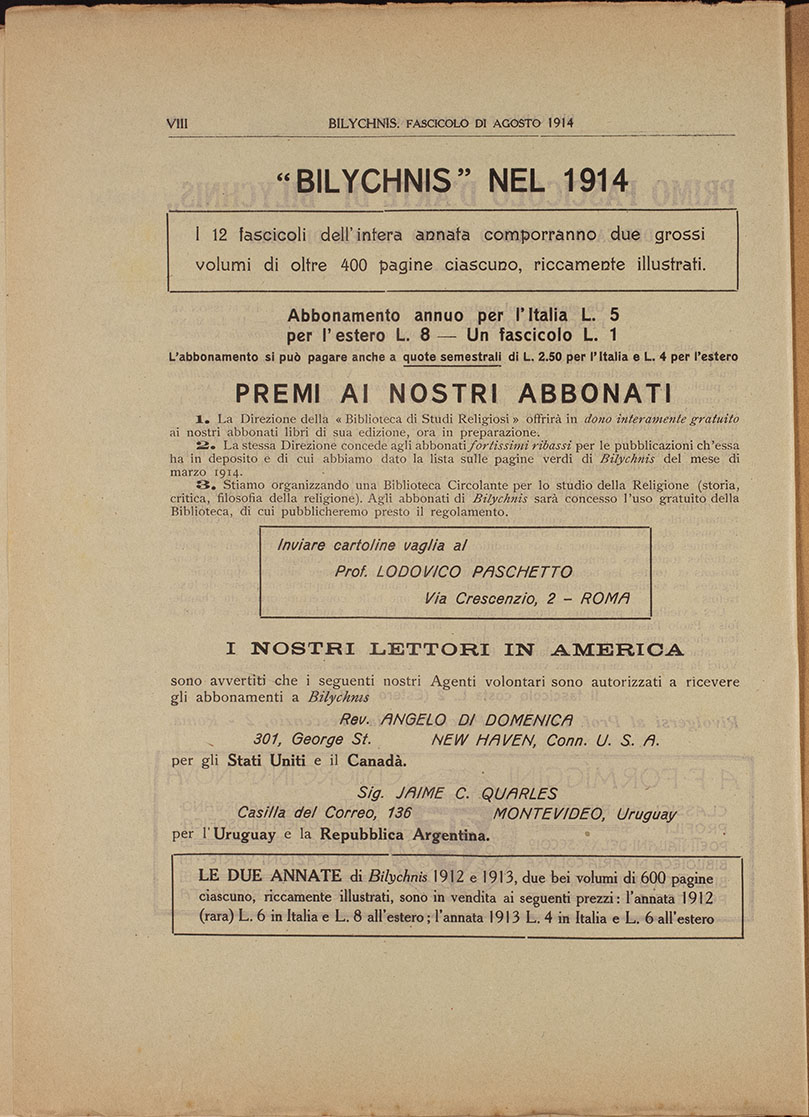 VIII
BILYCHNIS. FASCICOLO DI AGOSTO 1914
"BILYCHNIS" NEL 1914
I 12 fascicoli dell'intera annata comporranno due grossi
volumi di oltre 400 pagine ciascuno, riccamente illustrati.
Abbonamento annuo per l'Italia L. 5
per l'estero L. 8 — Un fascicolo L. 1
L'abbonamento si può pagare anche a quote semestrali di L. 2.50 per l'Italia e L. 4 per l'estero
PREMI AI NOSTRI ABBONATI
1. La Direzione della « Biblioteca di Studi Religiosi » offrirà in dono interamente gratuito
ai nostri abbonati libri di sua edizione, ora in preparazione.
2. La stessa Direzione concede agli abbonati fortissimi ribassi per le pubblicazioni ch'essa
ha in deposito e di cui abbiamo dato la lista sulle pagine verdi di Bilychnis del mese di
marzo 1914.
3. Stiamo organizzando una Biblioteca Circolante per lo studio della Religione (storia,
critica, filosofia della religione). Agli abbonati di Bilychnis sarà concesso l'uso gratuito della
Biblioteca, di cui pubblicheremo presto il regolamento.
Inviare cartoline vaglia al
Prof. LODOVICO PASCHETTO
Via Crescenzio, 2 - ROMA
I NOSTRI LETTORI IN AMERICA
sono avvertiti che i seguenti nostri Agenti volontari sono autorizzati a ricevere
gli abbonamenti a Bilychnis
Rev. ANGELO DI DOMENICA
301, George St. NEW HAVEN, Conn. U. S. A.
per gli Stati Uniti e il Canadà.
Sig. JAIME C. QUARLES
Casilla del Correo, 136 MONTEVIDEO, Uruguay
per l'Uruguay e la Repubblica Argentina.
LE DUE ANNATE di Bilychnis 1912 e 1913, due bei volumi di 600 pagine
ciascuno, riccamente illustrati, sono in vendita ai seguenti prezzi: l'annata 1912
(rara) L. 6 in Italia e L. 8 all'estero; l'annata 1913 L. 4 in Italia e L. 6 all'estero